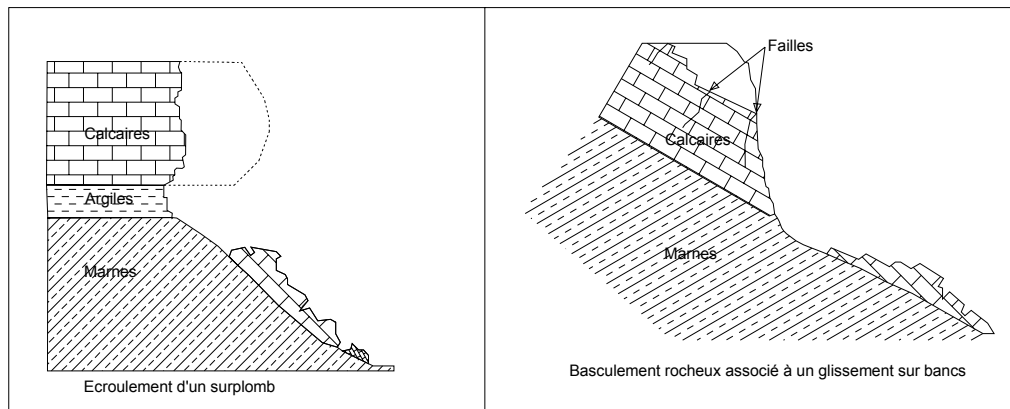 Calcaires
Argiles
Marnes
Ecroulement d'un surplomb
Failles
Calcaires
Marnes
Basculement rocheux associé à un glissement sur bancs